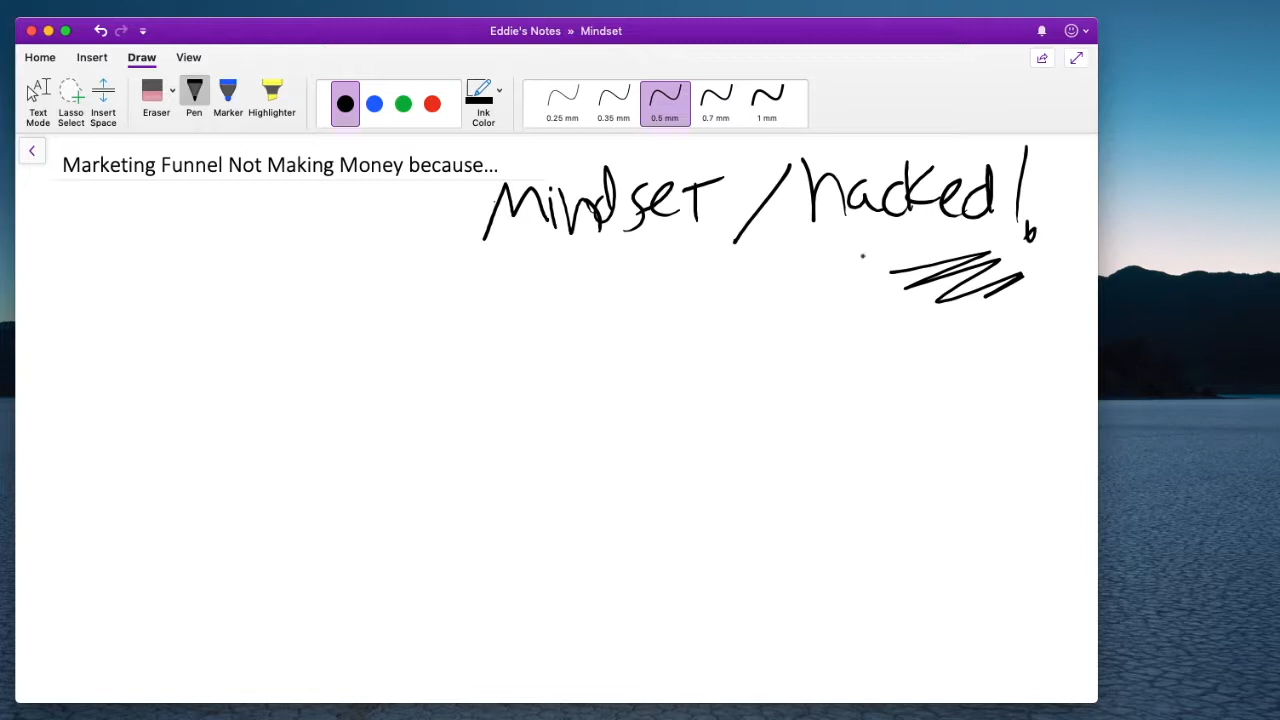 Eddie's Notes » Mindset
Home Insert Draw View
Text Mode
Lasso Select
Insert Space
Eraser
Pen
Marker
Highlighter
Ink Color
0.25 mm
0.35 mm
0.5 mm
0.7 mm
1 mm
Marketing Funnel Not Making Money because...
Mindset / hacked!